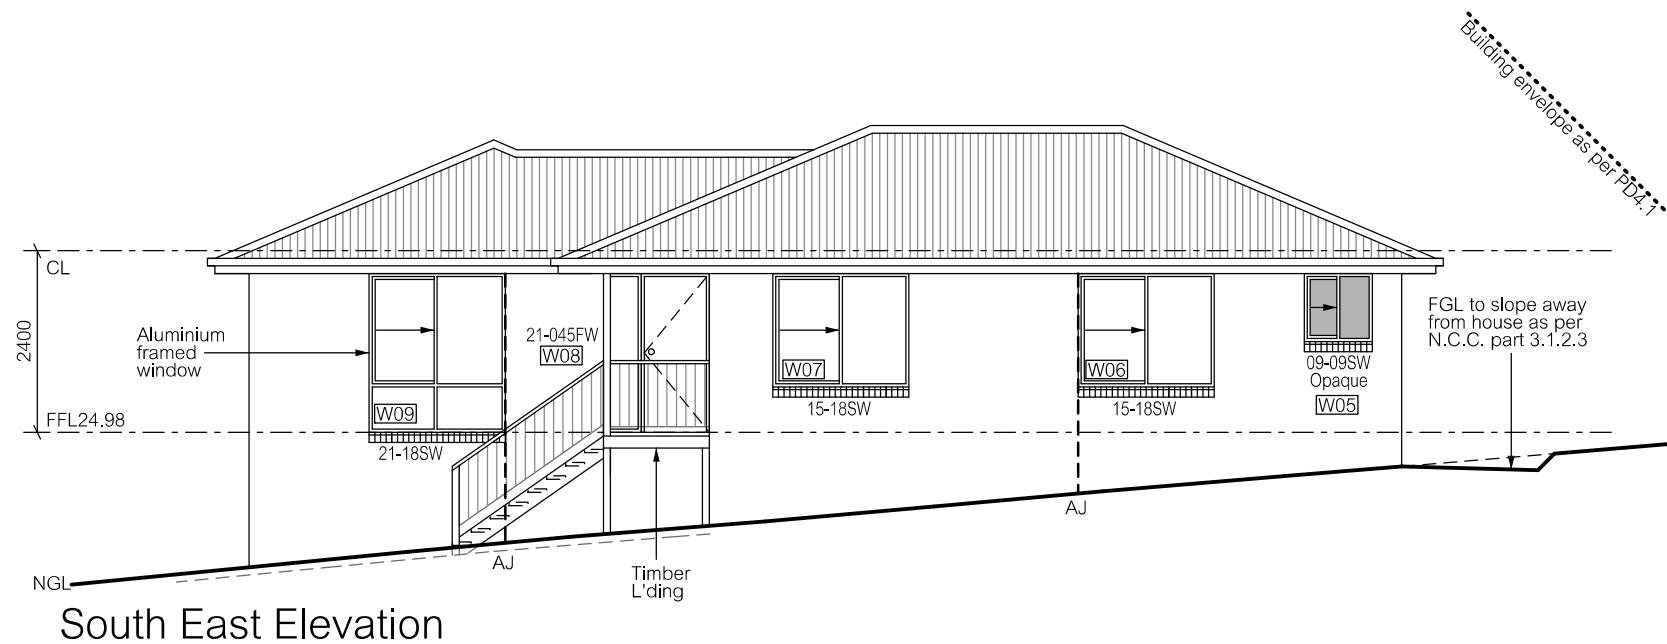 Building envelope as per PD4.1
CL
2400
Aluminium
framed
window
21-045FW
W08
W07
W06
FGL to slope away
from house as per
N.C.C. part 3.1.2.3
09-09SW
Opaque
W05
W09
15-18SW
15-18SW
FFL24.98
21-18SW
AJ
AJ
Timber
L'ding
NGL
South East Elevation